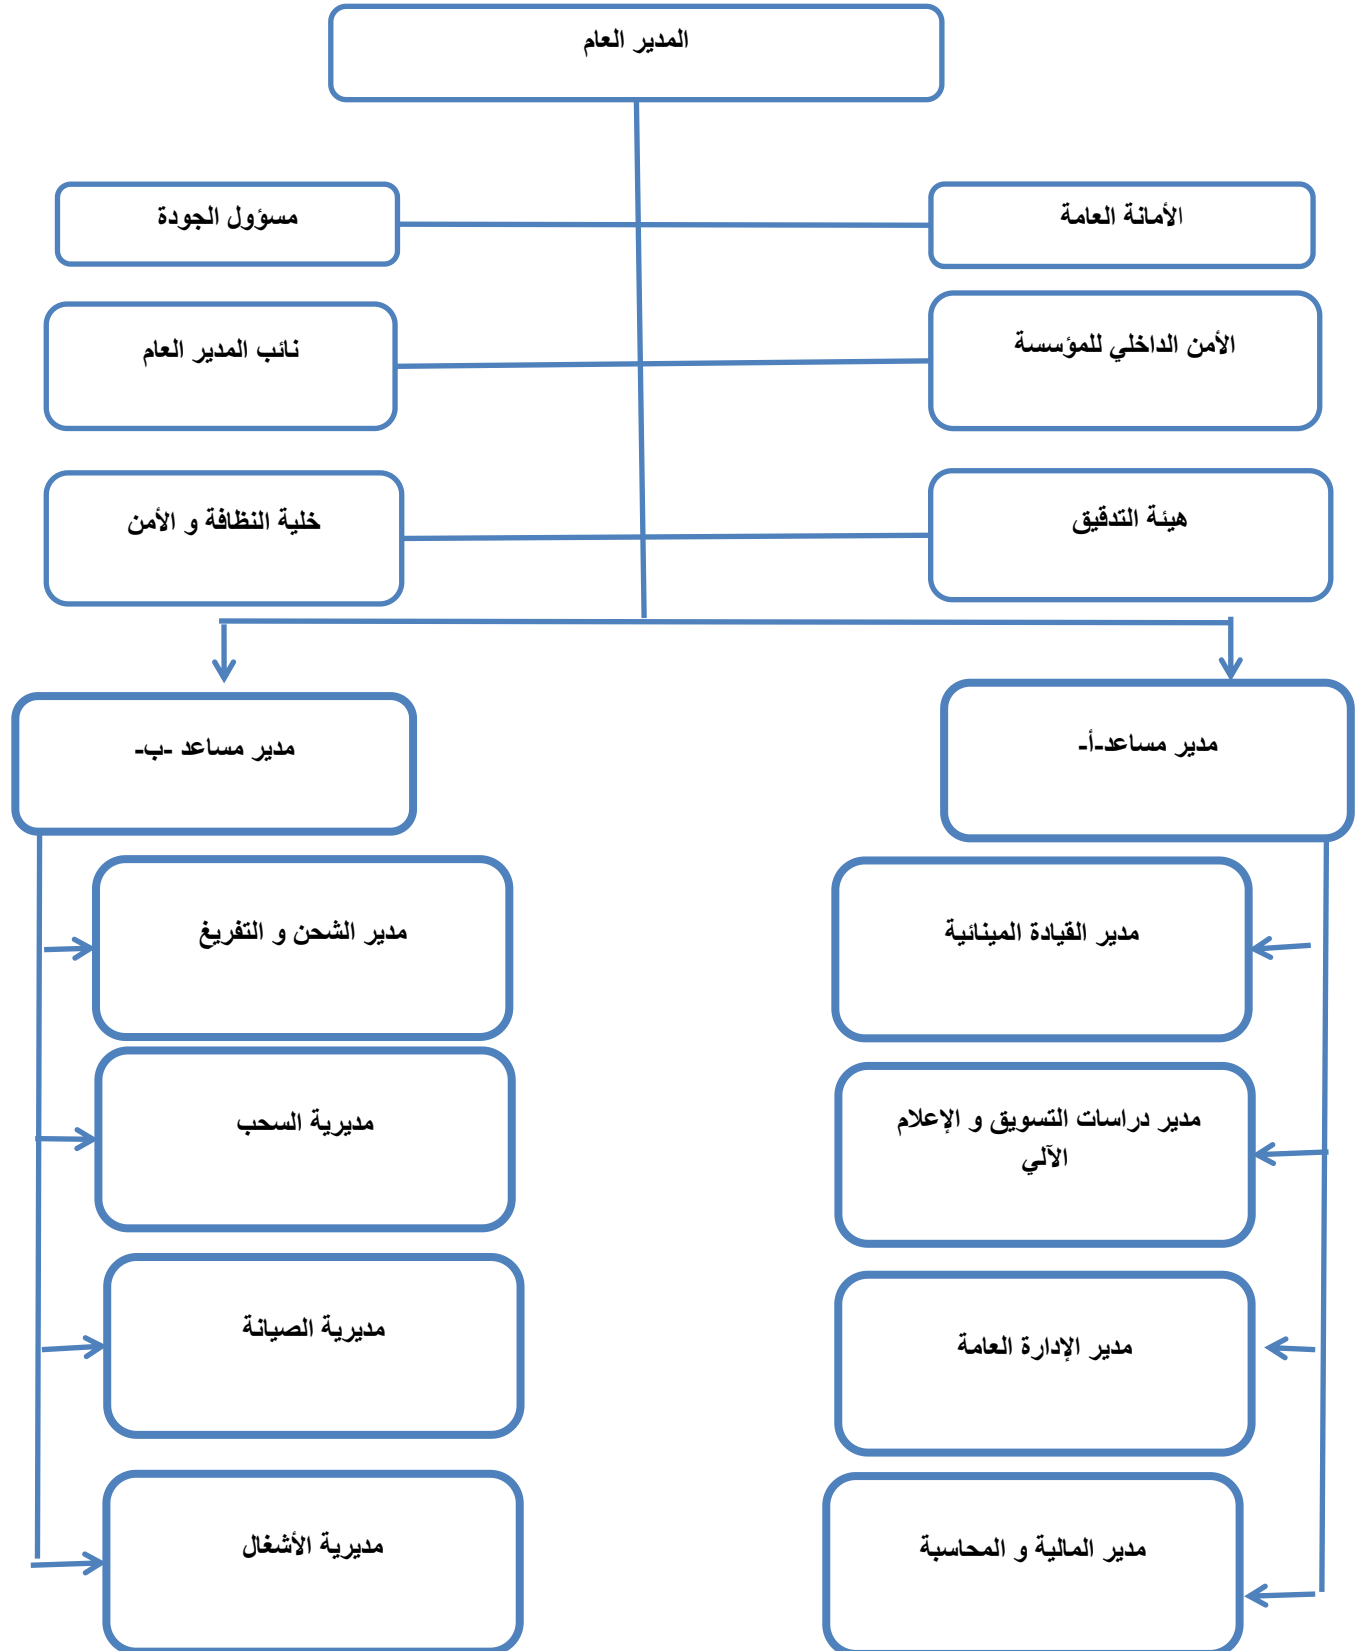 المدير العام
الأمانة العامة
مسؤول الجودة
الأمن الداخلي للمؤسسة
نائب المدير العام
هيئة التدقيق
خلية النظافة و الأمن
مدير مساعد-أ-
مدير مساعد -ب-
مدير القيادة المينائية
مدير الشحن و التفريغ
مدير دراسات التسويق و الإعلام
الآلي
مديرية السحب
مدير الإدارة العامة
مديرية الصيانة
مدير المالية و المحاسبة
مديرية الأشغال